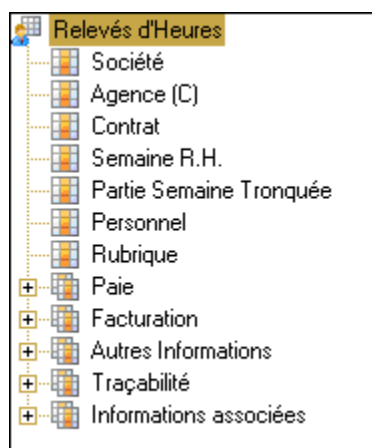 Relevés d'Heures
Société
Agence (C)
Contrat
Semaine R.H.
Partie Semaine Tronquée
Personnel
Rubrique
Paie
Facturation
Autres Informations
Traçabilité
Informations associées